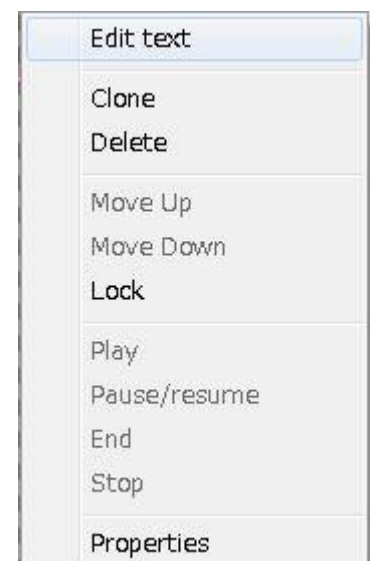 Edit text
Clone
Delete
Move Up
Move Down
Lock
Play
Pause/resume
End
Stop
Properties